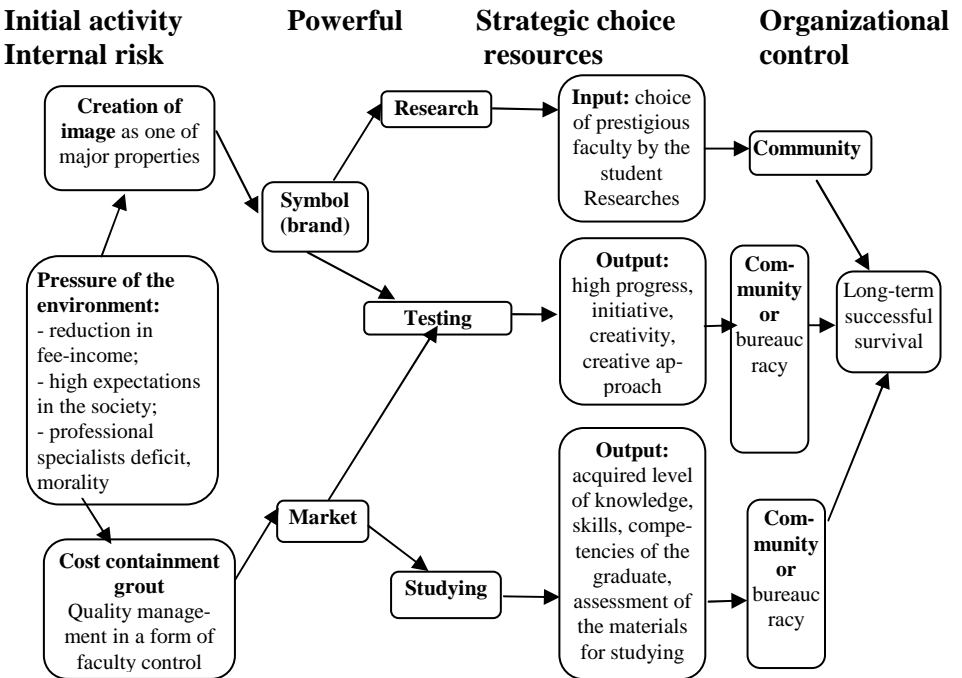 Initial activity
Internal risk
Powerful
Strategic choice
resources
Organizational
control
Creation of
image as one of
major properties
Pressure of the
environment:
- reduction in
fee-income;
- high expectations
in the society;
- professional
specialists deficit,
morality
Cost containment
grout
Quality manage-
ment in a form of
faculty control
Symbol
(brand)
Market
Research
Testing
Studying
Input: choice
of prestigious
faculty by the
student
Researches
Output:
high progress,
initiative,
creativity,
creative ap-
proach
Output:
acquired level
of knowledge,
skills, compe-
tencies of the
graduate,
assessment of
the materials
for studying
Community
Com-
munity
or
bureauc
racy
Com-
munity
or
bureauc
racy
Long-term
successful
survival